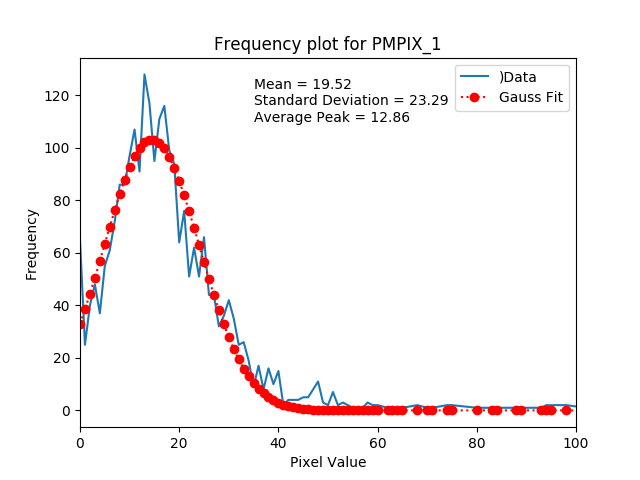 Frequency plot for PMPIX_1
Mean = 19.52
Standard Deviation = 23.29
Average Peak = 12.86
)Data
Gauss Fit
Frequency
120
100
80
60
40
20
0
0 20 40 60 80 100
Pixel Value